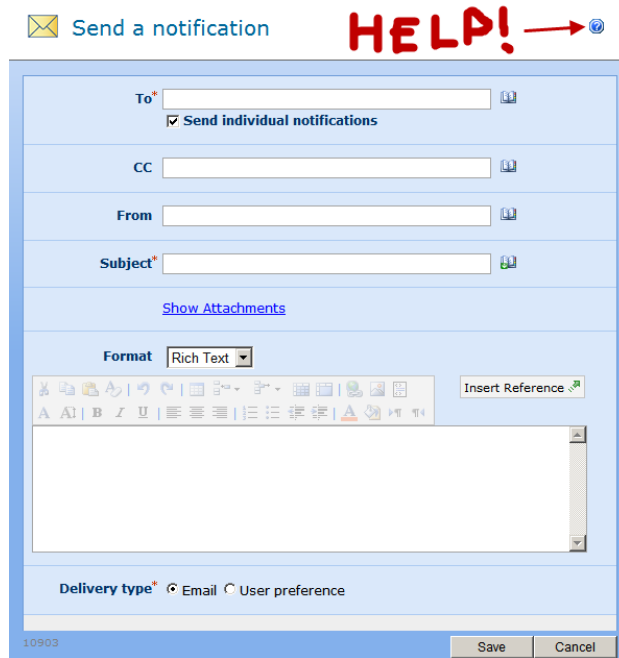 Send a notification HELP!
To*
Send individual notifications
CC
From
Subject*
Show Attachments
Format Rich Text
Insert Reference
B I U
Delivery type* Email User preference
10903
Save Cancel